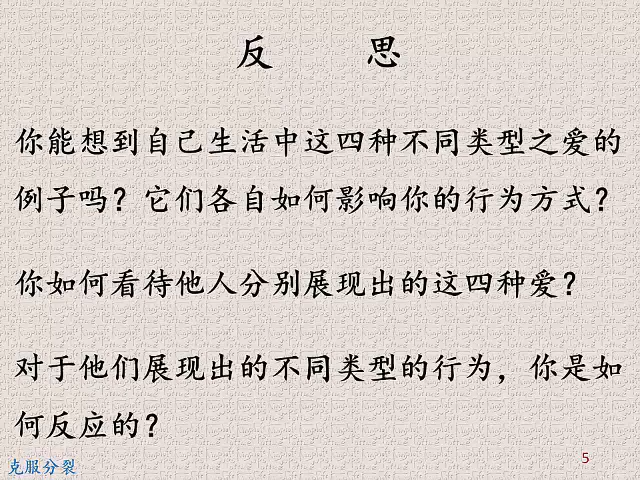 反 思
你能想到自己生活中这四种不同类型之爱的
例子吗？它们各自如何影响你的行为方式？
你如何看待他人分别展现出的这四种爱？
对于他们展现出的不同类型的行为，你是如
何反应的？
克服分裂
5